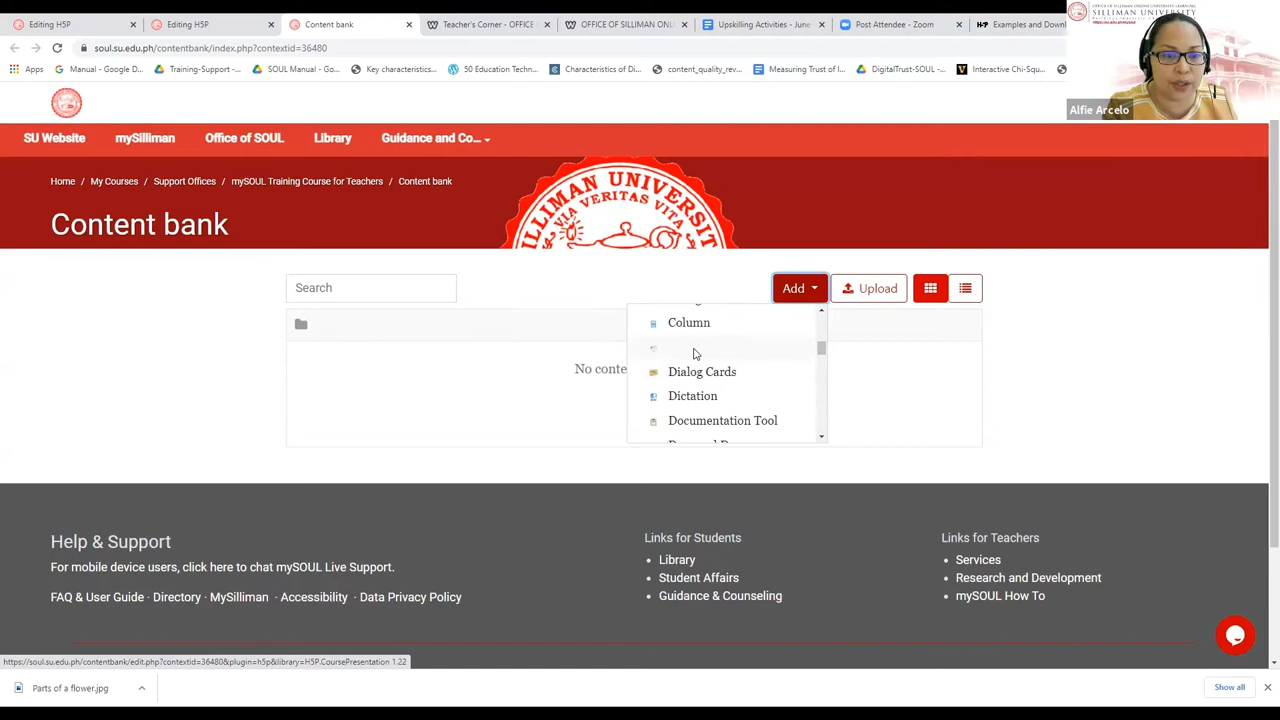 Editing H5P
Editing H5P
Content bank
Teacher's Corner - OFFICE
OFFICE OF SILLIMAN ONL
Upskilling Activities - June
Post Attendee - Zoom
Examples and Down
soul.su.edu.ph/contentbank/index.php?contextid=36480
Apps
Manual - Google D...
Training-Support -...
SOUL Manual - Go...
Key characteristics...
50 Education Techn...
Characteristics of Di...
content_quality_rev...
Measuring Trust of I...
DigitalTrust-SOUL -...
Interactive Chi-Squ...
OFFICE OF SILLIMAN ONLINE UNIVERSITY LEARNING
SILLIMAN UNIVERSITY
Alfie Arcelo
SU Website
mySilliman
Office of SOUL
Library
Guidance and Co...
Home / My Courses / Support Offices / mySOUL Training Course for Teachers / Content bank
Content bank
SILLIMAN UNIVERSITY
VIA VERITAS VITA
Search
Add
Upload
No conte
Column
Dialog Cards
Dictation
Documentation Tool
Help & Support
For mobile device users, click here to chat mySOUL Live Support.
FAQ & User Guide · Directory · MySilliman · Accessibility · Data Privacy Policy
Links for Students
• Library
• Student Affairs
• Guidance & Counseling
Links for Teachers
• Services
• Research and Development
• mySOUL How To
https://soul.su.edu.ph/contentbank/edit.php?contextid=36480&plugin=h5p&library=H5P.CoursePresentation 1.22
Parts of a flower.jpg
Show all